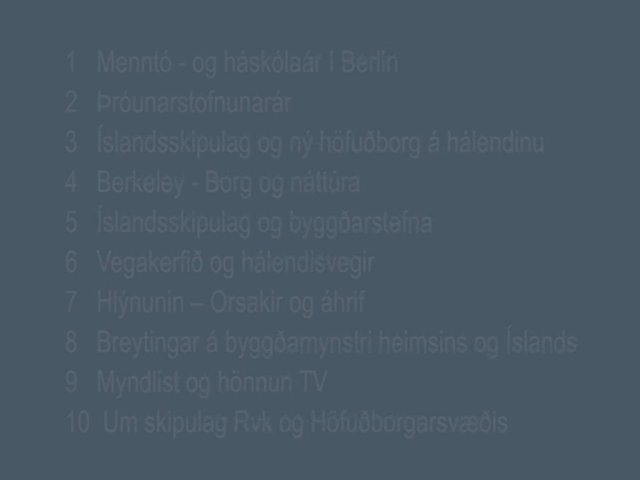 1 Menntó - og háskólaár í Berlín
2 Þróunarstofnunarár
3 Íslandsskipulag og ný höfuðborg á hálendinu
4 Berkeley - Borg og náttúra
5 Íslandsskipulag og byggðarstefna
6 Vegakerfið og hálendisvegir
7 Hlýnunin – Orsakir og áhrif
8 Breytingar á byggðamynstri heimsins og Íslands
9 Myndlist og hönnun TV
10 Um skipulag Rvk og Höfuðborgarsvæðis